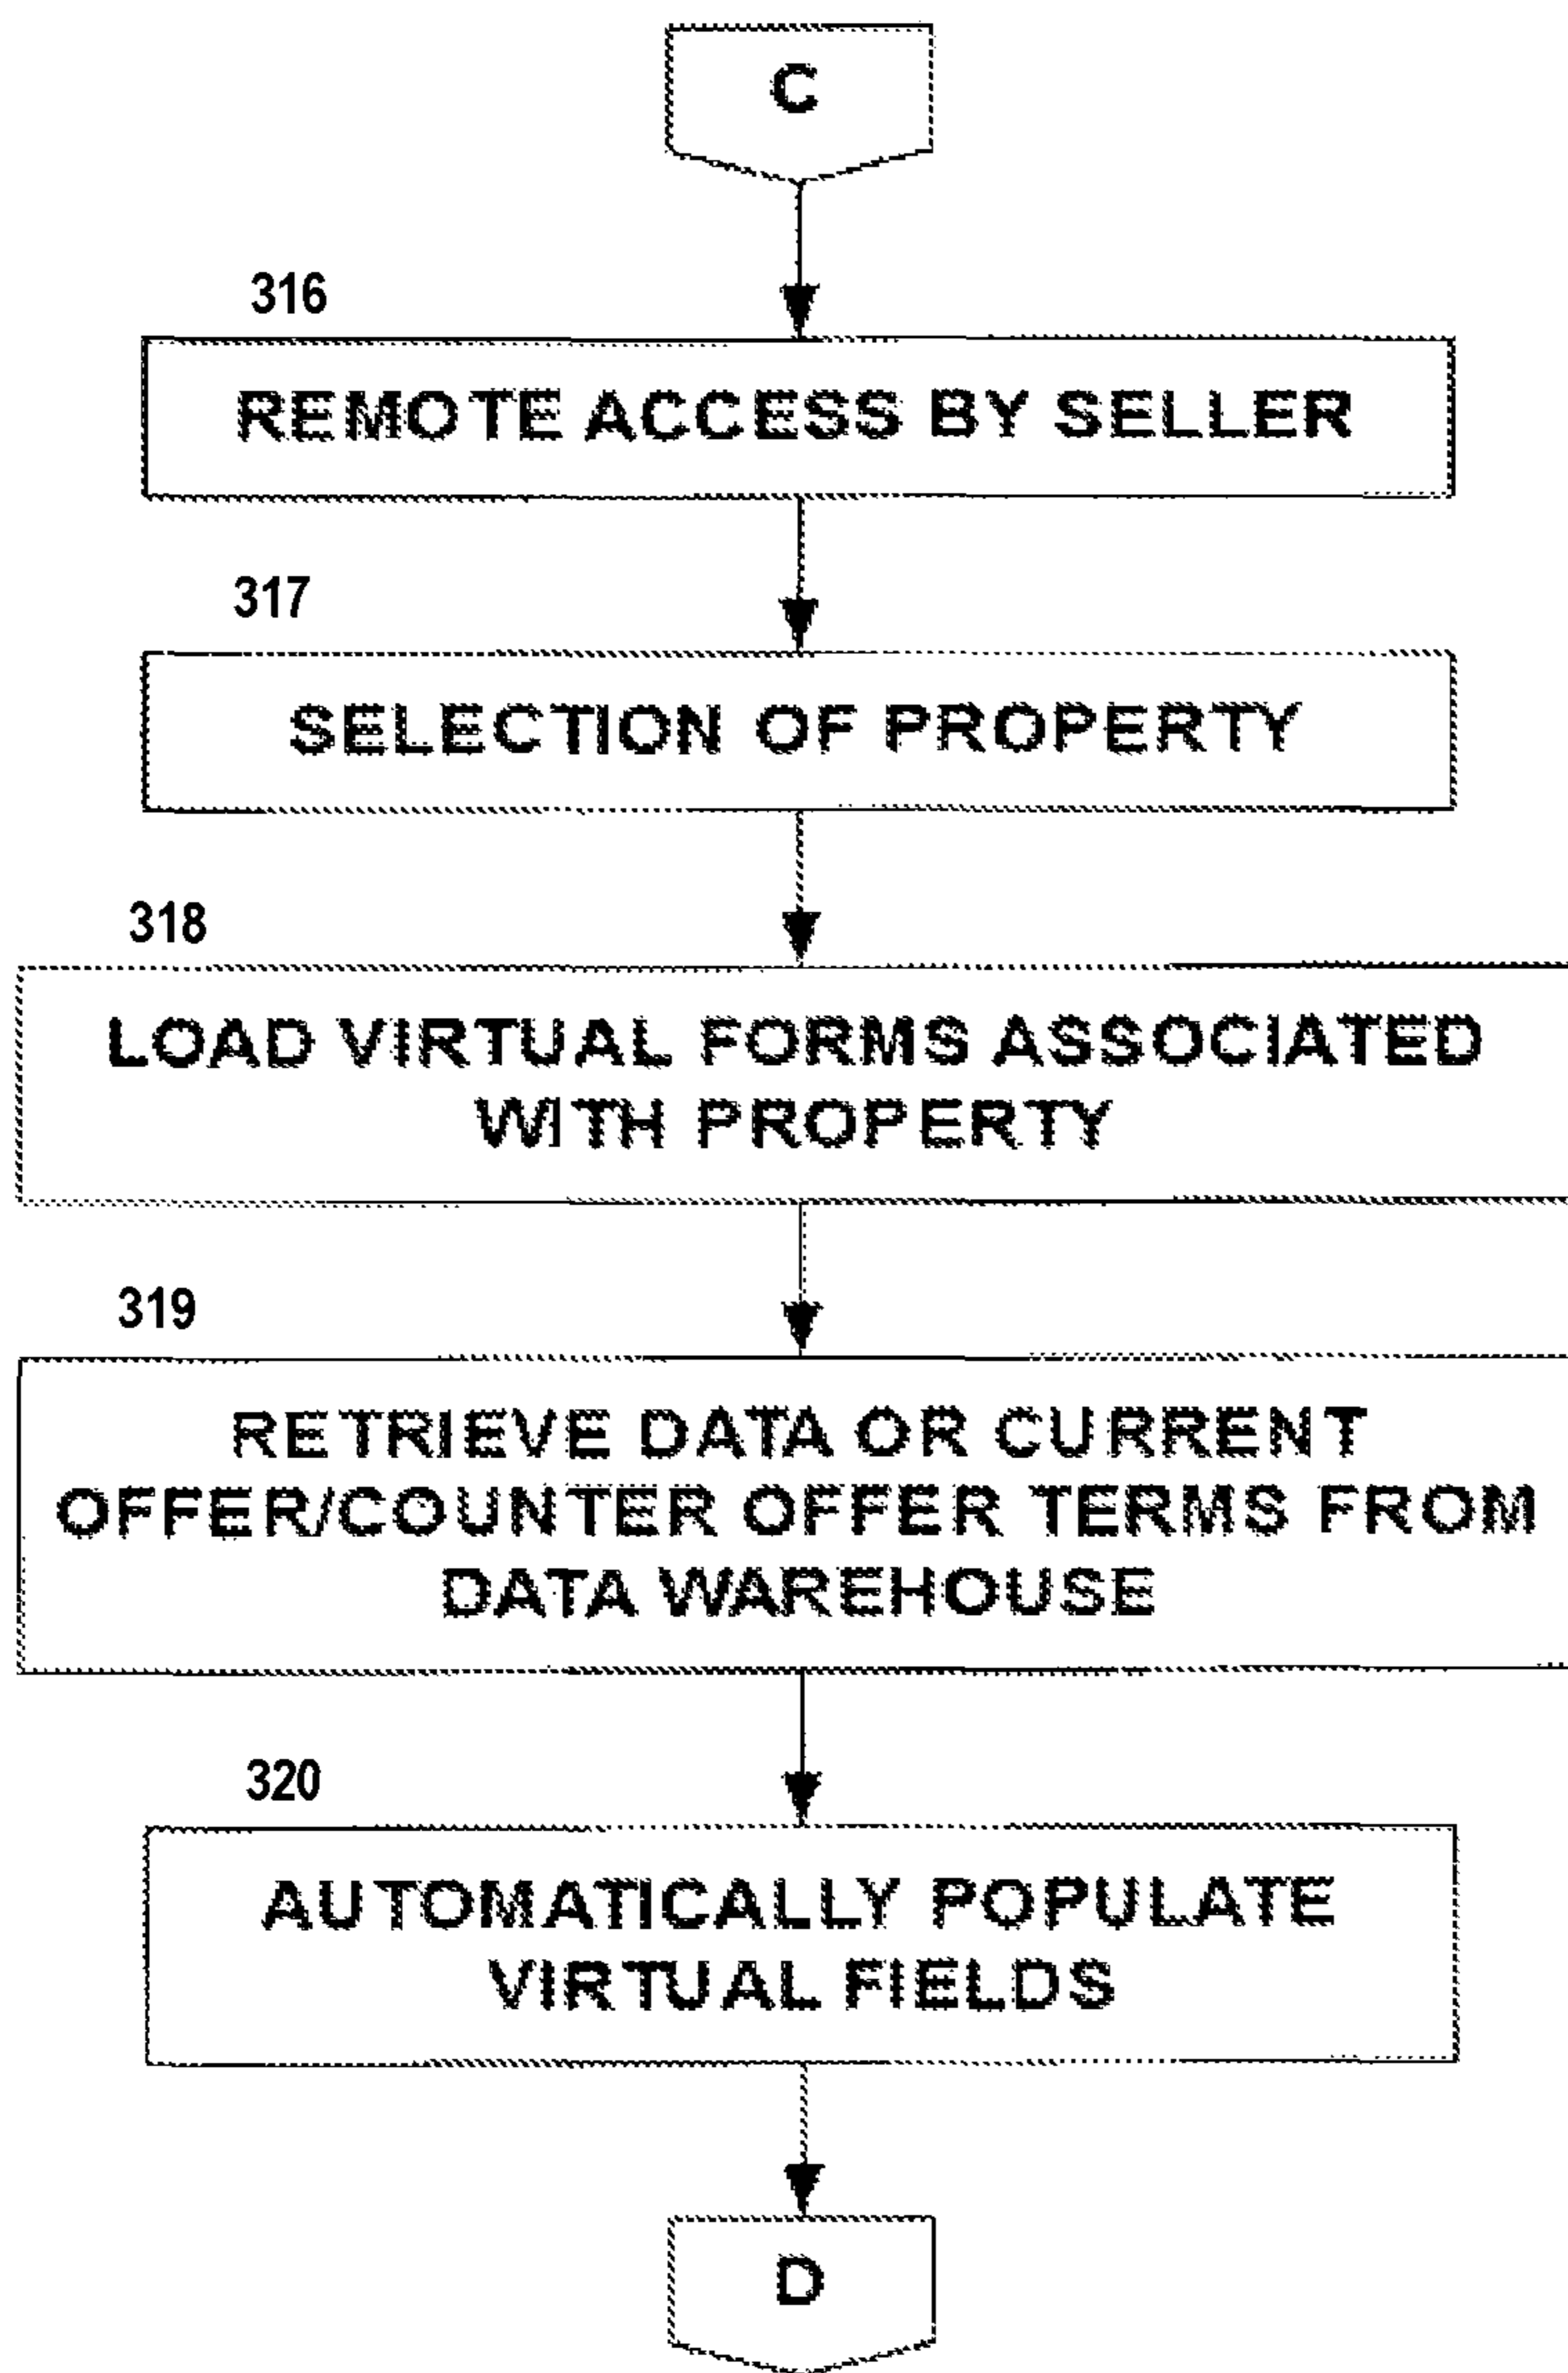 C
316
REMOTE ACCESS BY SELLER
317
SELECTION OF PROPERTY
318
LOAD VIRTUAL FORMS ASSOCIATED
WITH PROPERTY
319
RETRIEVE DATA OR CURRENT
OFFER/COUNTER OFFER TERMS FROM
DATA WAREHOUSE
320
AUTOMATICALLY POPULATE
VIRTUAL FIELDS
D